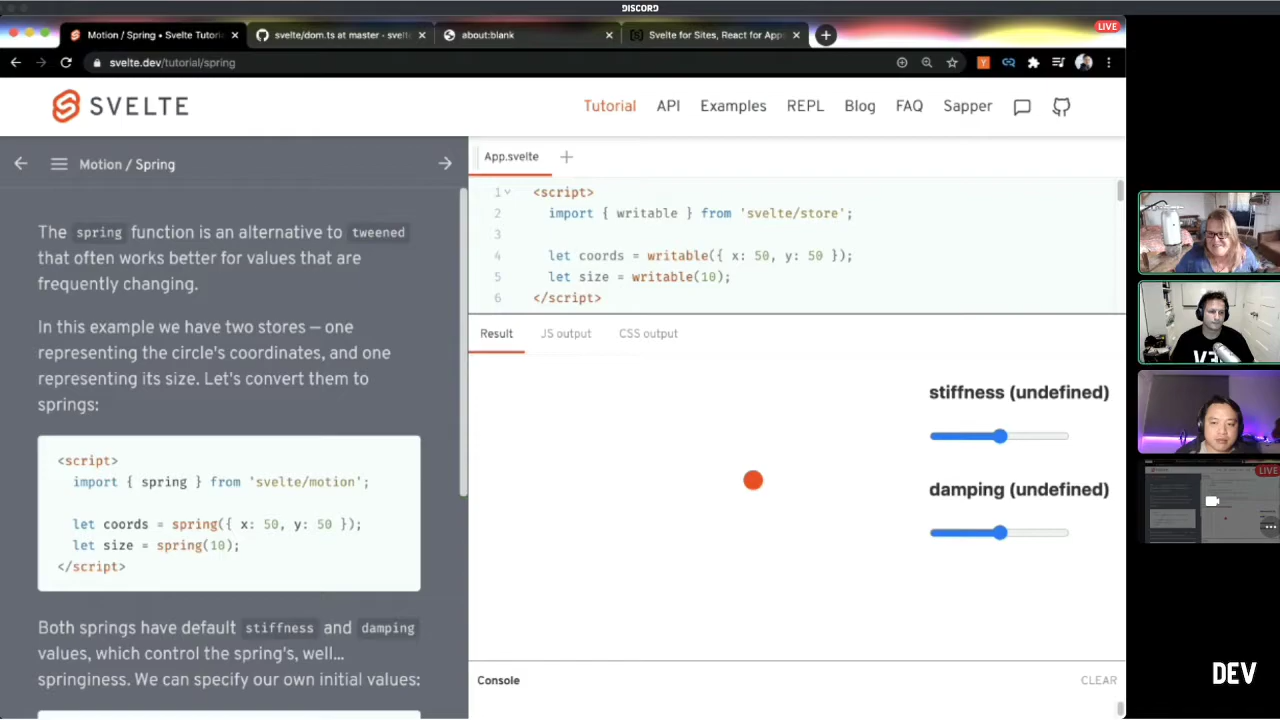 DISCORD
Motion / Spring • Svelte Tutori
svelte/dom.ts at master · svelt
about:blank
Svelte for Sites, React for Apps
LIVE
svelte.dev/tutorial/spring
SVELTE
Tutorial
API
Examples
REPL
Blog
FAQ
Sapper
Motion / Spring
The spring function is an alternative to tweened
that often works better for values that are
frequently changing.
In this example we have two stores — one
representing the circle's coordinates, and one
representing its size. Let's convert them to
springs:
<script>
import { spring } from 'svelte/motion';
let coords = spring({ x: 50, y: 50 });
let size = spring(10);
</script>
Both springs have default stiffness and damping
values, which control the spring's, well...
springiness. We can specify our own initial values:
App.svelte
1 <script>
2 import { writable } from 'svelte/store';
3
4 let coords = writable({ x: 50, y: 50 });
5 let size = writable(10);
6 </script>
Result
JS output
CSS output
stiffness (undefined)
damping (undefined)
Console
CLEAR
LIVE
DEV